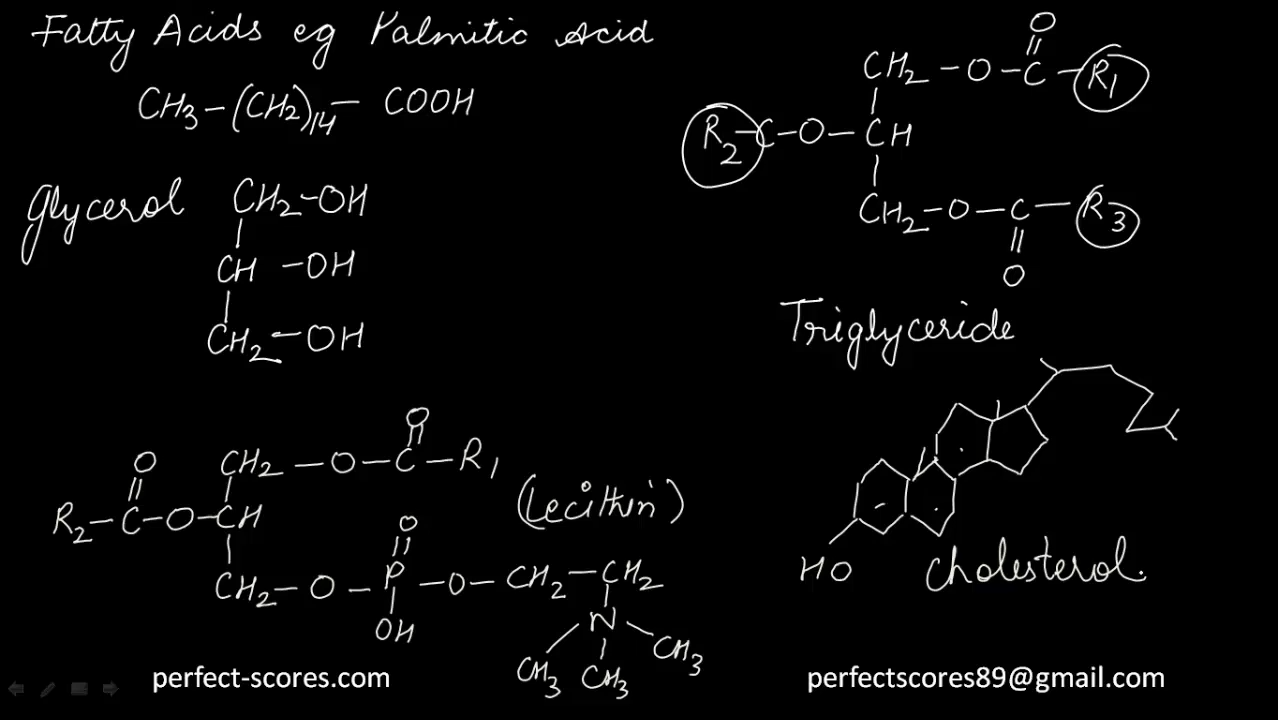 Fatty Acids eg Palmitic Acid
CH3-(CH2)14-COOH
Glycerol
CH2-OH
CH -OH
CH2-OH
O
CH2-O-C-R1
R2-C-O-CH
CH2-O-C-R3
O
Triglyceride
O
O CH2-O-C-R1
R2-C-O-CH
(Lecithin)
O
CH2-O-P-O-CH2-CH2
OH N
CH3 CH3 CH3
HO
Cholesterol.
perfect-scores.com
perfectscores89@gmail.com